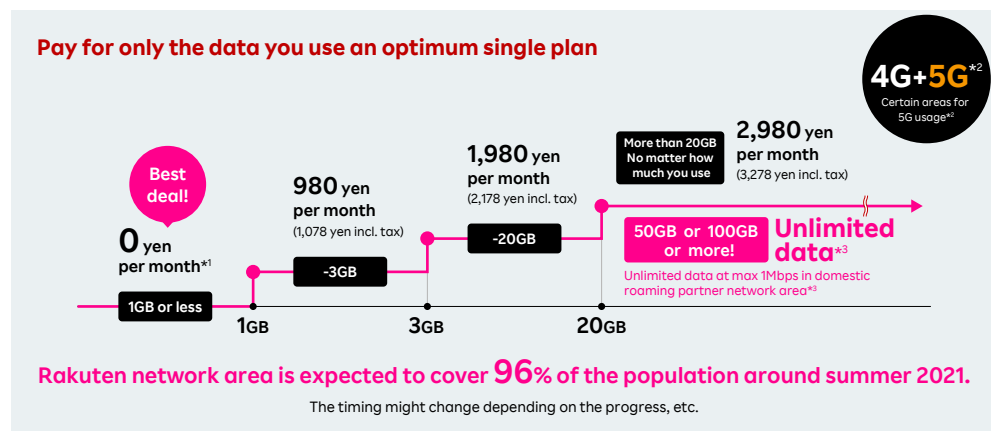 Pay for only the data you use an optimum single plan
4G+5G*2
Certain areas for
5G usage*2
Best
deal!
0 yen
per month*1
1GB or less
980 yen
per month
(1,078 yen incl. tax)
-3GB
1,980 yen
per month
(2,178 yen incl. tax)
-20GB
More than 20GB
No matter how
much you use
2,980 yen
per month
(3,278 yen incl. tax)
50GB or 100GB
or more!
Unlimited
data*3
Unlimited data at max 1Mbps in domestic
roaming partner network area*3
1GB
3GB
20GB
Rakuten network area is expected to cover 96% of the population around summer 2021.
The timing might change depending on the progress, etc.